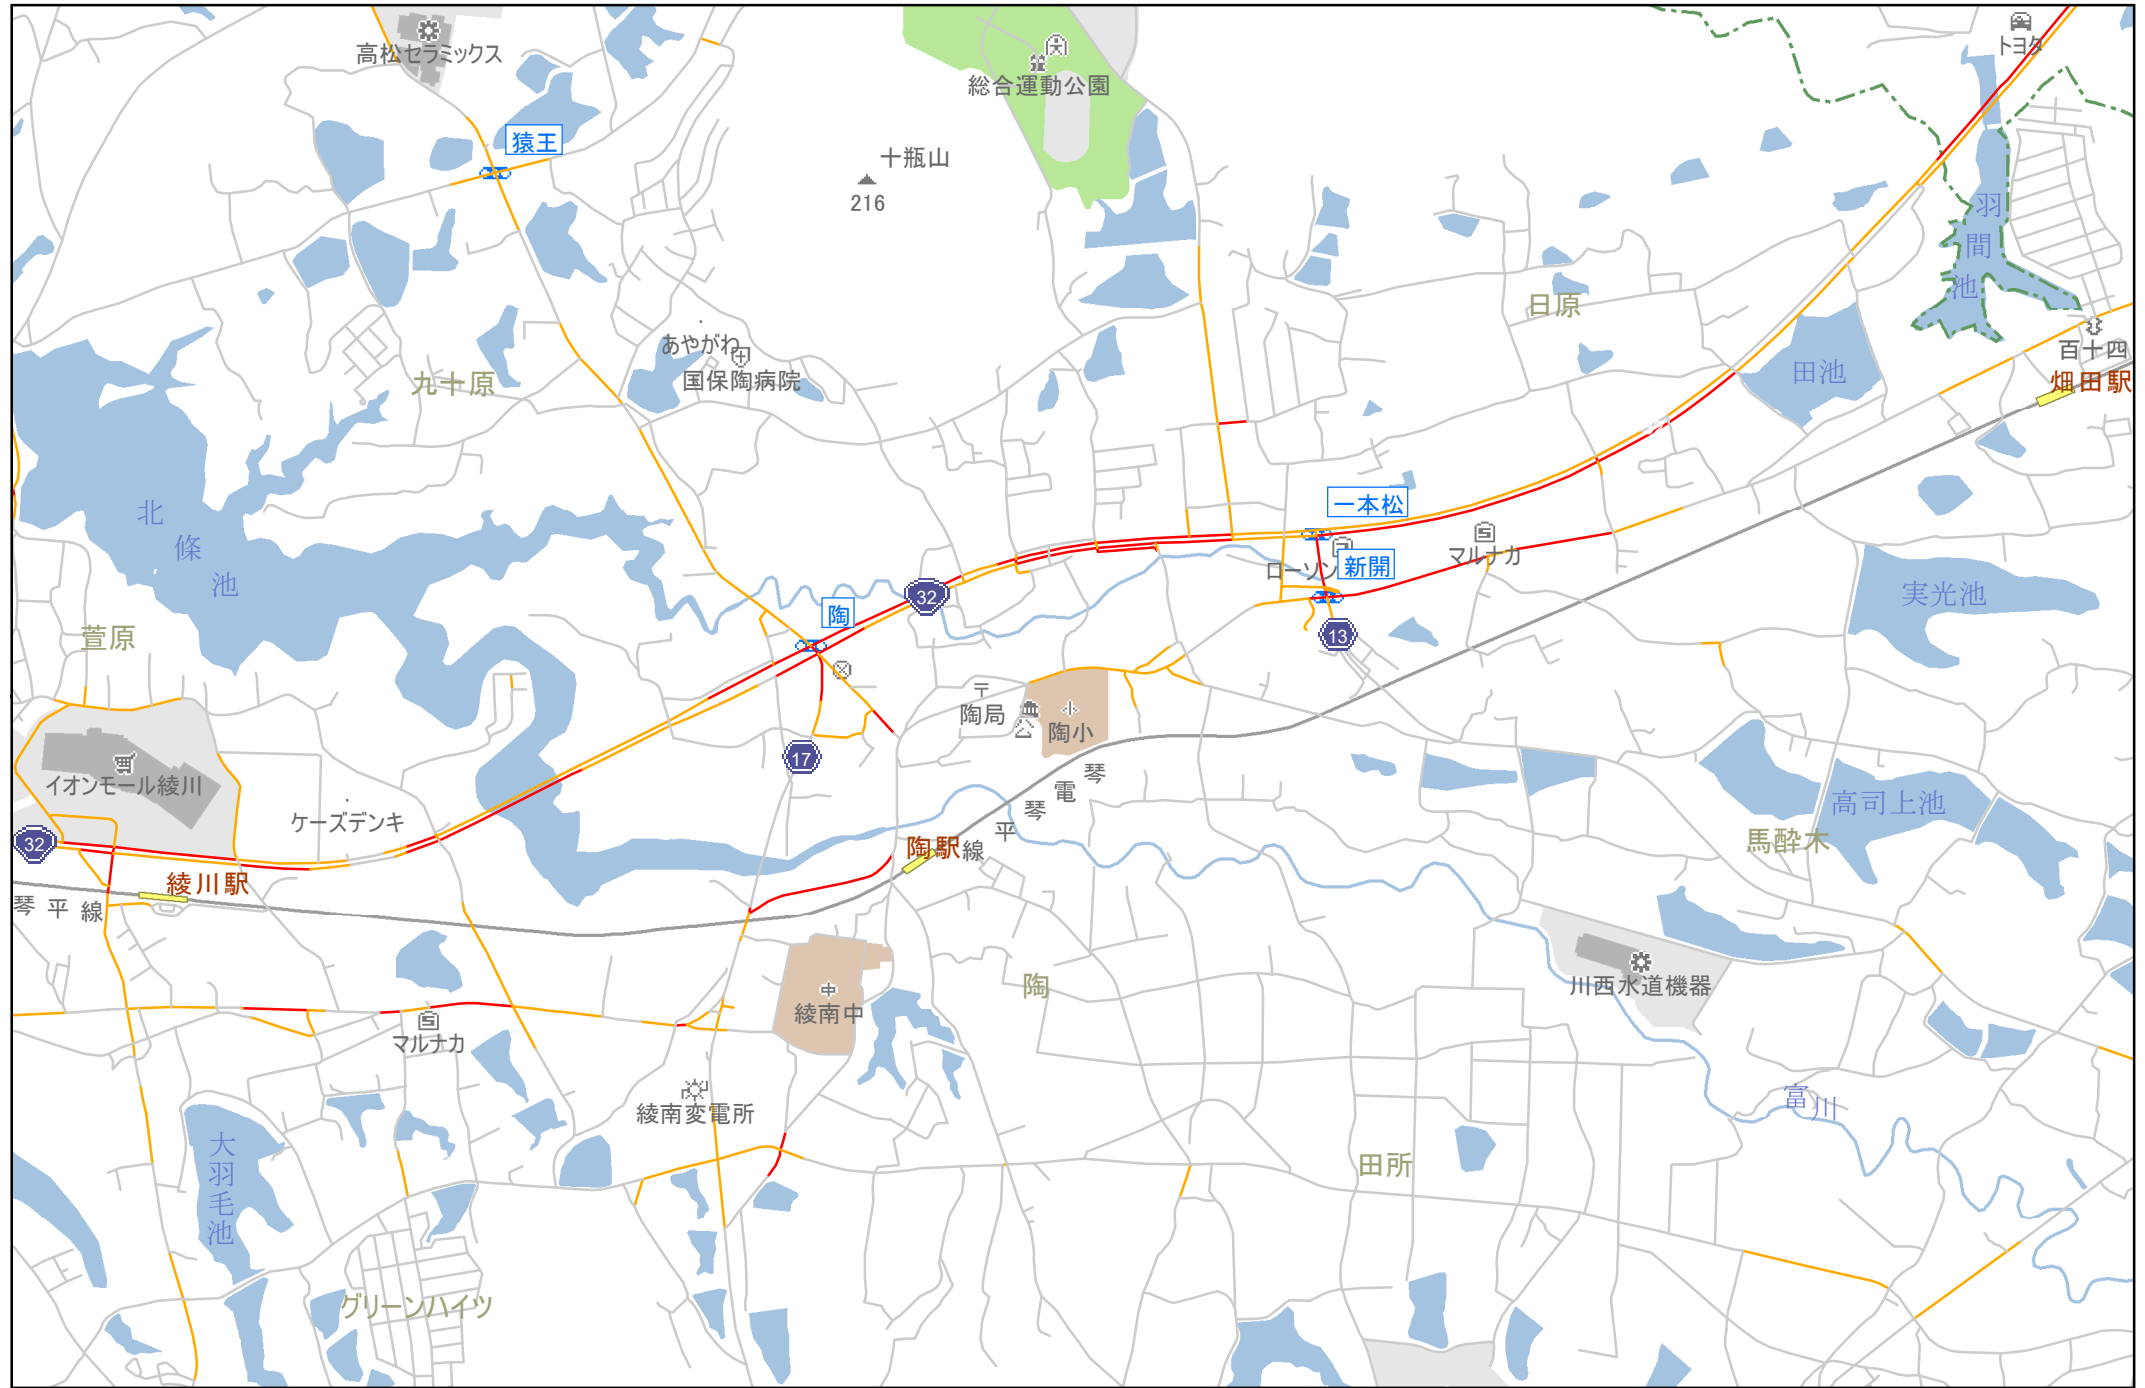 トヨタ
高松セラミックス
総合運動公園
猿王
十瓶山
216
羽間池
日原
あやがわ
国保陶病院
百十四
田池
畑田駅
九十原
北條池
一本松
マルナカ
ローソン
新開
32
陶
実光池
萱原
13
陶局
陶小
17
イオンモール綾川
琴電琴平線
高司上池
ケーズデンキ
32
馬酔木
陶駅
綾川駅
琴平線
陶
川西水道機器
綾南中
マルナカ
富川
綾南変電所
大羽毛池
田所
グリーンハイツ